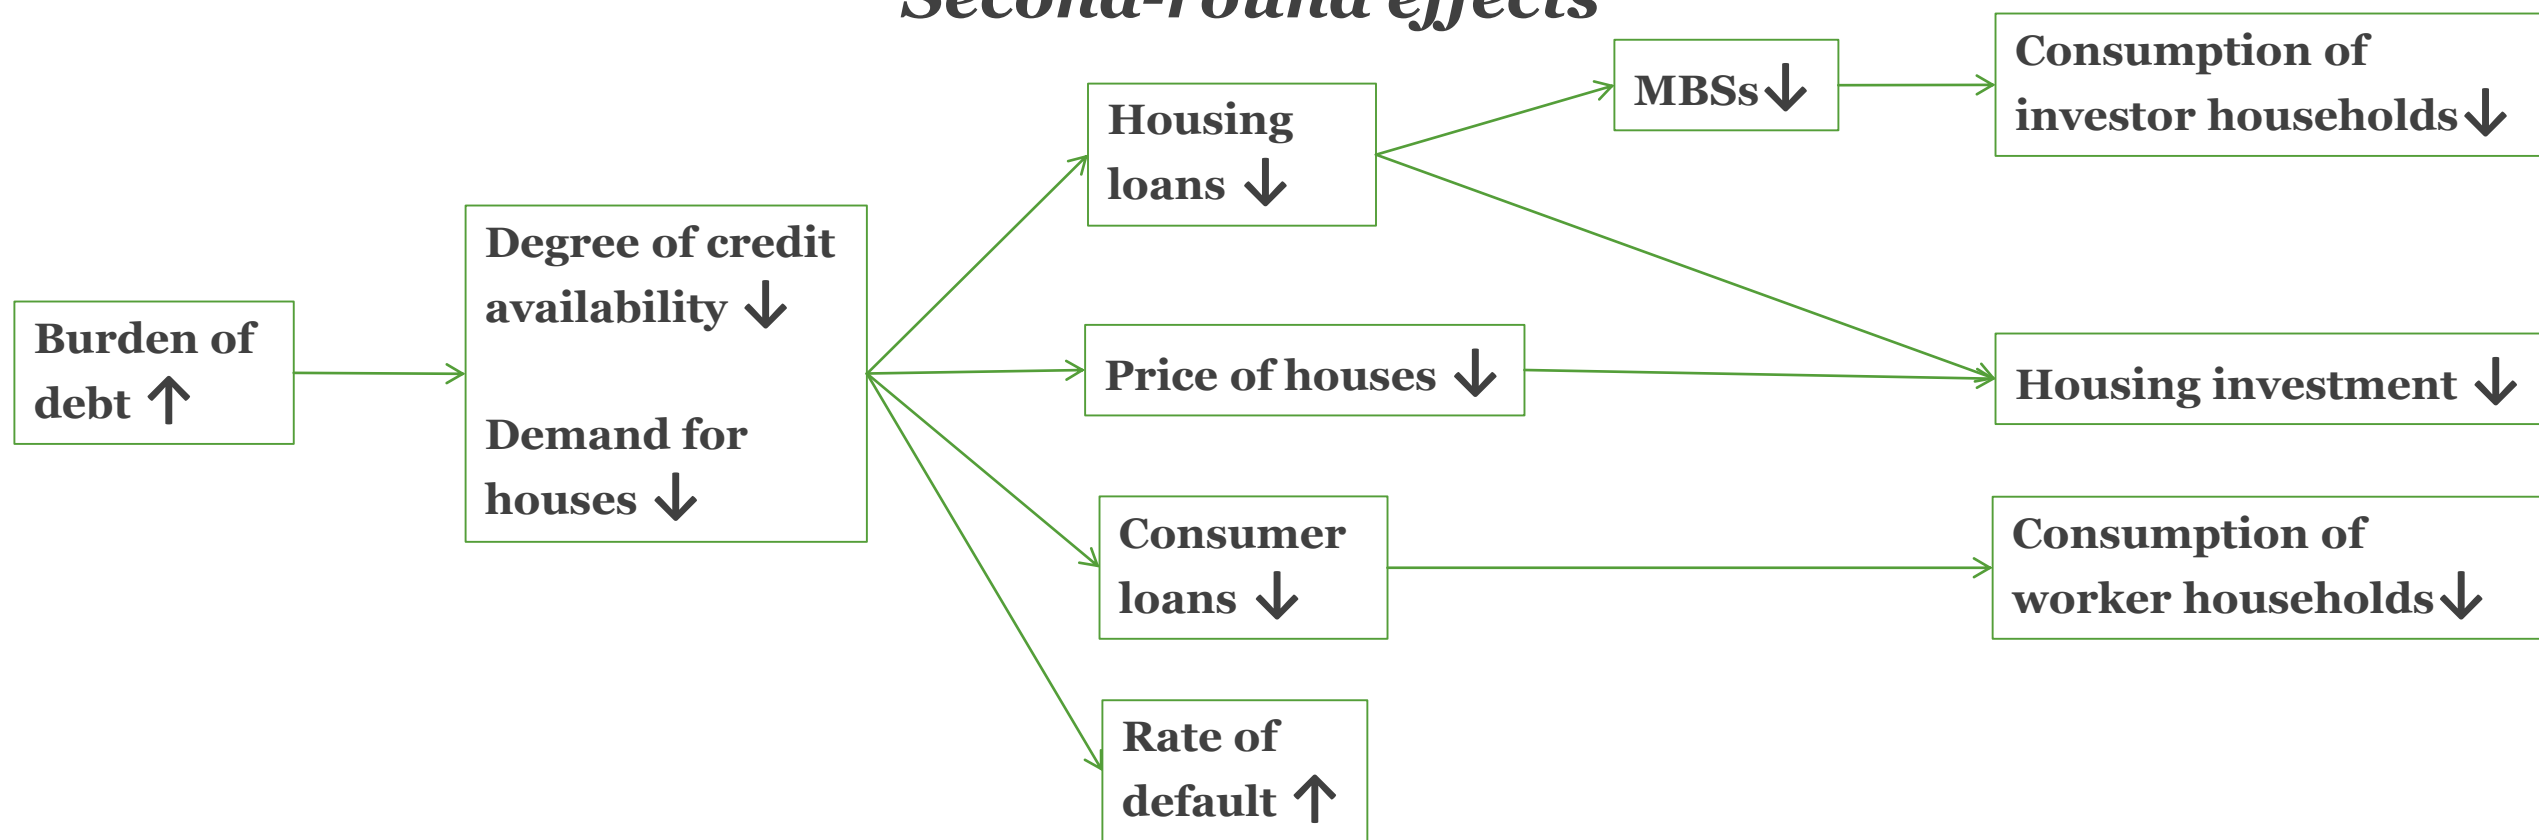 Second-round effects
Burden of
debt ↑
Degree of credit
availability ↓
Demand for
houses ↓
Housing
loans ↓
Price of houses ↓
Consumer
loans ↓
Rate of
default ↑
MBSs↓
Consumption of
investor households↓
Housing investment ↓
Consumption of
worker households↓